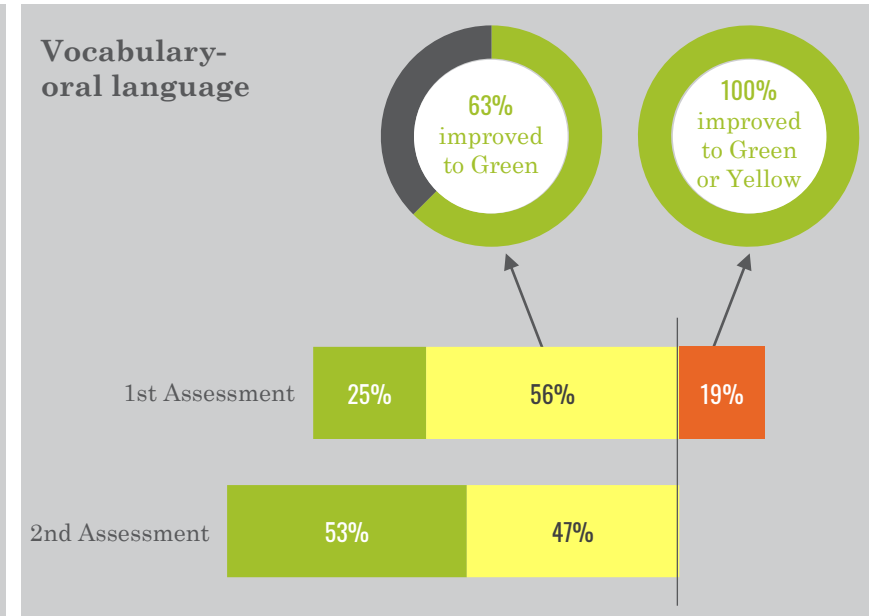 Vocabulary-
oral language
63%
improved
to Green
100%
improved
to Green
or Yellow
1st Assessment
25%
56%
19%
2nd Assessment
53%
47%